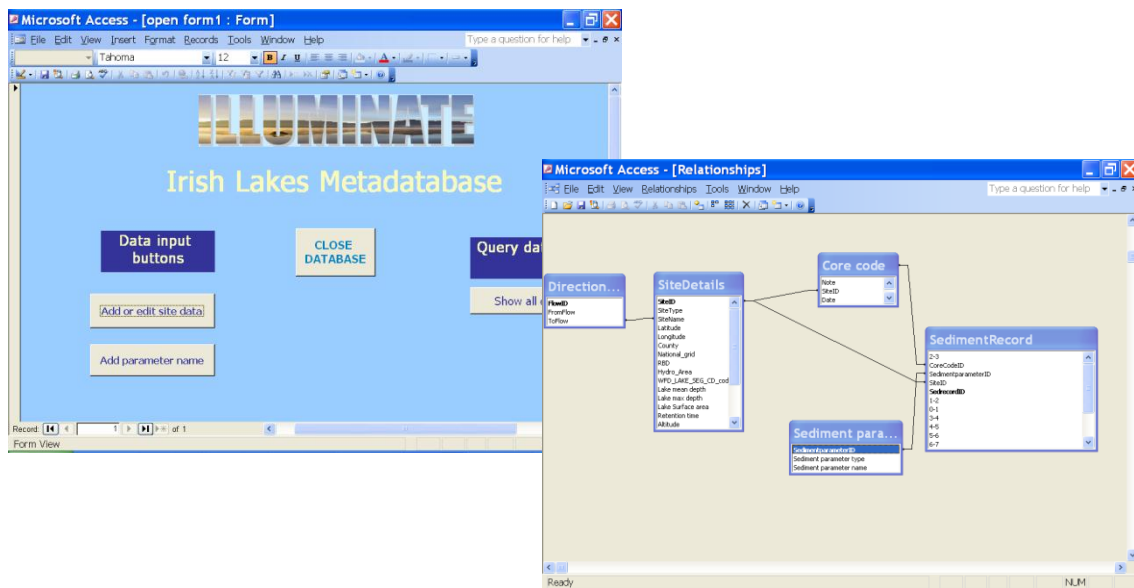 Microsoft Access - [open form1 : Form]
File Edit View Insert Format Records Tools Window Help
Type a question for help
Tahoma 12 B I U
ILLUMINATE
Irish Lakes Metadatabase
Data input
buttons
CLOSE
DATABASE
Query da
Add or edit site data
Show all
Add parameter name
Record: 1 of 1
Form View
Microsoft Access - [Relationships]
File Edit View Relationships Tools Window Help
Type a question for help
Direction...
FlowID
FromFlow
ToFlow
SiteDetails
SiteID
SiteType
SiteName
Latitude
Longitude
County
National_grid
RBD
Hydro_Area
WFD_LAKE_SEG_CD_cod
Lake mean depth
Lake max depth
Lake Surface area
Retention time
Altitude
Core code
Note
SiteID
Date
SedimentRecord
2-3
CoreCodeID
SedimentparameterID
SiteID
SedrecordID
1-2
0-1
3-4
4-5
5-6
6-7
Sediment para...
SedimentparameterID
Sediment parameter type
Sediment parameter name
Ready
NUM